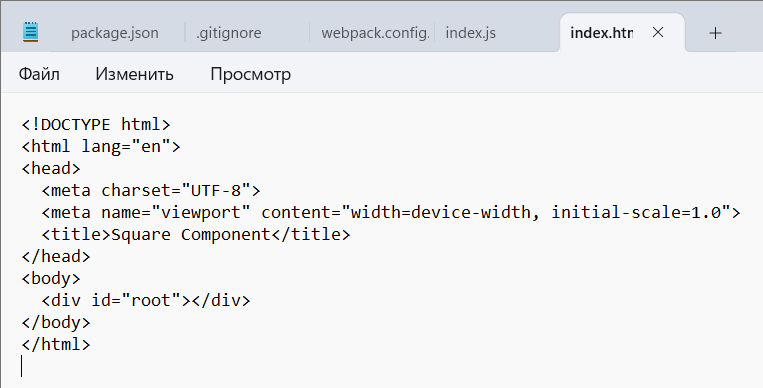 package.json .gitignore webpack.config. index.js index.htm
Файл Изменить Просмотр
<!DOCTYPE html>
<html lang="en">
<head>
  <meta charset="UTF-8">
  <meta name="viewport" content="width=device-width, initial-scale=1.0">
  <title>Square Component</title>
</head>
<body>
  <div id="root"></div>
</body>
</html>